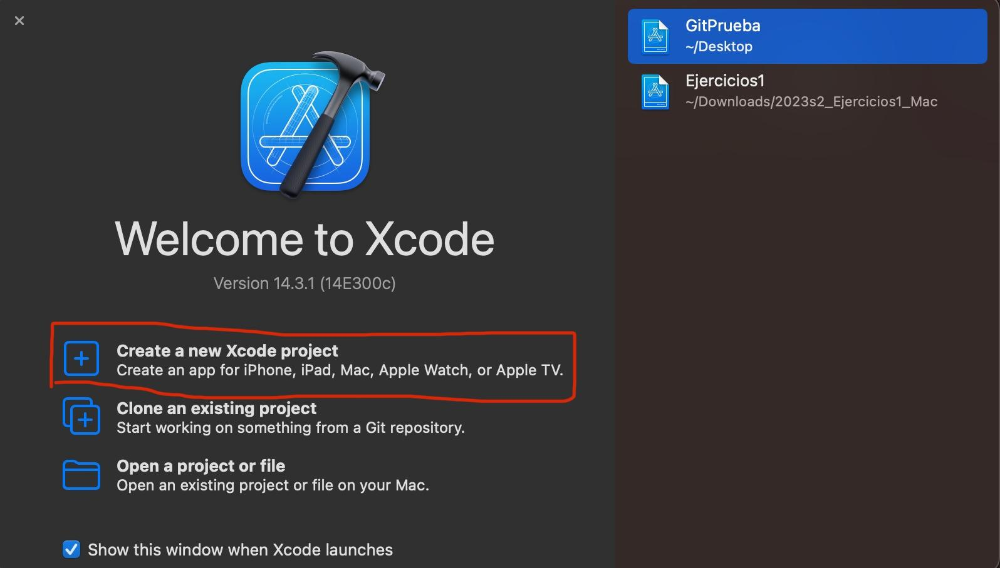 Welcome to Xcode
Version 14.3.1 (14E300c)
Create a new Xcode project
Create an app for iPhone, iPad, Mac, Apple Watch, or Apple TV.
Clone an existing project
Start working on something from a Git repository.
Open a project or file
Open an existing project or file on your Mac.
Show this window when Xcode launches
GitPrueba
~/Desktop
Ejercicios1
~/Downloads/2023s2_Ejercicios1_Mac